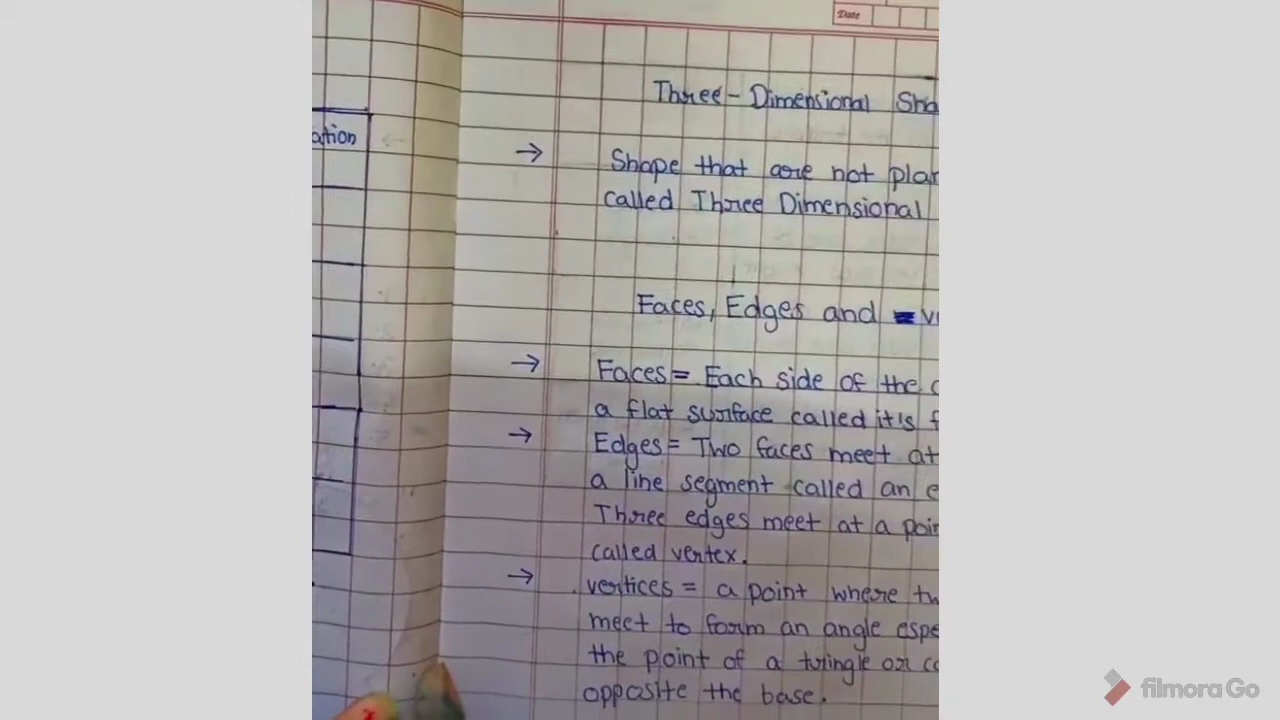 Date
Three - Dimensional Sha
ation
Shape that are not plan
called Three Dimensional
Faces, Edges and
→ Faces = Each side of the
a flat surface called it's f
→ Edges = Two faces meet at
a line segment called an e
Three edges meet at a poin
called vertex.
→ vertices = a point where tw
meet to form an angle espe
the point of a tringle or co
opposite the base.
filmora Go